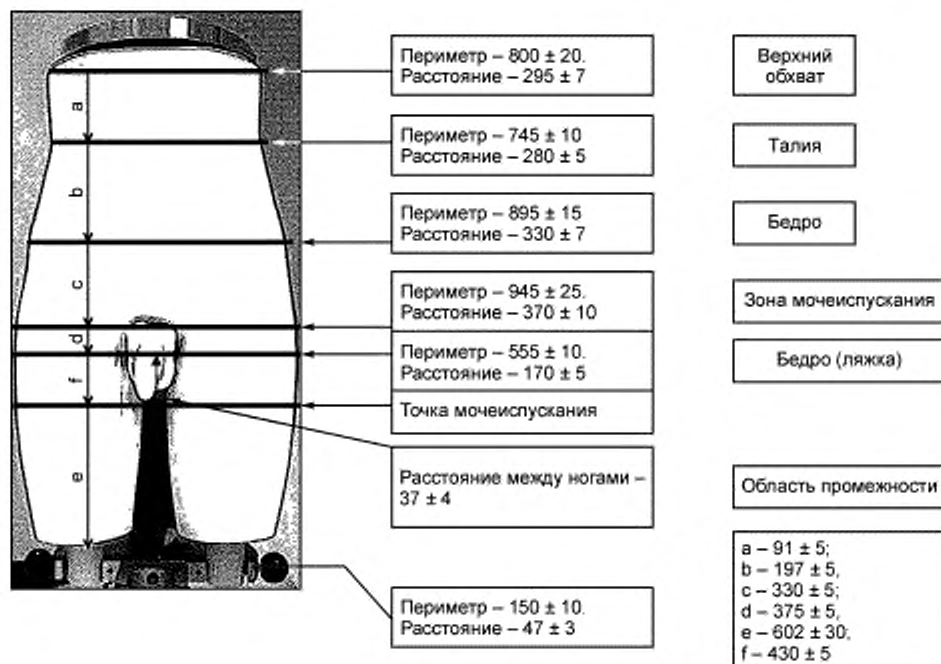 Периметр – 800 ± 20.
Расстояние – 295 ± 7
Верхний
обхват
a
Периметр – 745 ± 10
Расстояние – 280 ± 5
Талия
b
Периметр – 895 ± 15
Расстояние – 330 ± 7
Бедро
c
Периметр – 945 ± 25.
Расстояние – 370 ± 10
Зона мочеиспускания
d
Периметр – 555 ± 10.
Расстояние – 170 ± 5
Бедро (ляжка)
f
Точка мочеиспускания
e
Расстояние между ногами –
37 ± 4
Область промежности
Периметр – 150 ± 10.
Расстояние – 47 ± 3
a – 91 ± 5;
b – 197 ± 5,
c – 330 ± 5;
d – 375 ± 5,
e – 602 ± 30;
f – 430 ± 5